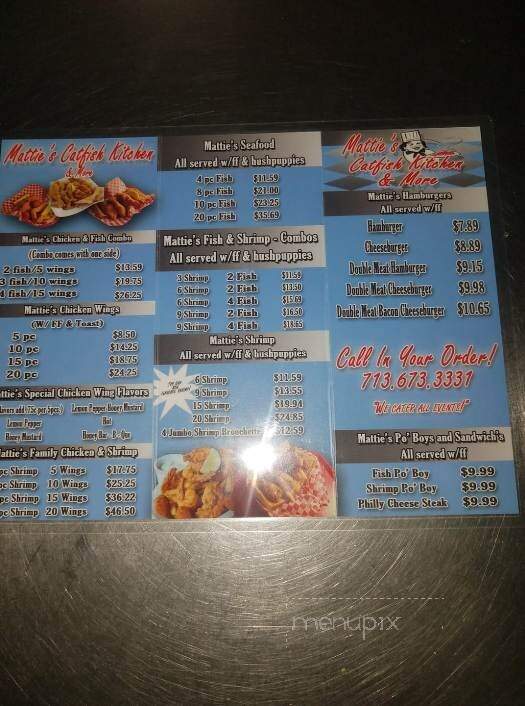 Mattie's Catfish Kitchen
& More
Mattie's Chicken & Fish Combo
(Combo comes with one side)
2 fish/5 wings $13.59
3 fish/10 wings $19.75
4 fish/15 wings $26.25
Mattie's Chicken Wings
(W/ FF & Toast)
5 pc $8.50
10 pc $14.25
15 pc $18.75
20 pc $24.25
attie's Special Chicken Wing Flavors
Lemon Pepper Honey Mustard
Lemon Pepper Hot
Honey Mustard Honey Bar - B - Que
attie's Family Chicken & Shrimp
pc Shrimp 5 Wings $17.75
pc Shrimp 10 Wings $25.25
pc Shrimp 15 Wings $36.22
pc Shrimp 20 Wings $46.50
Mattie's Seafood
All served w/ff & hushpuppies
4 pc Fish $11.59
8 pc Fish $21.00
10 pc Fish $23.25
20 pc Fish $35.69
Mattie's Fish & Shrimp - Combos
All served w/ff & hushpuppies
3 Shrimp 2 Fish $11.59
6 Shrimp 2 Fish $13.50
6 Shrimp 4 Fish $15.69
9 Shrimp 2 Fish $16.50
9 Shrimp 4 Fish $18.65
Mattie's Shrimp
All served w/ff & hushpuppies
6 Shrimp $11.59
9 Shrimp $13.55
15 Shrimp $19.94
20 Shrimp $24.85
4 Jumbo Shrimp Brouchette $12.59
Mattie's
Catfish Kitchen
& More
Mattie's Hamburgers
All served w/ff
Hamburger $7.89
Cheeseburger $8.89
Double Meat Hamburger $9.15
Double Meat Cheeseburger $9.98
Double Meat Bacon Cheeseburger $10.65
Call In Your Order!
713.673.3331
"WE CATER ALL EVENTS!"
Mattie's Po' Boys and Sandwich's
All served w/ff
Fish Po' Boy $9.99
Shrimp Po' Boy $9.99
Philly Cheese Steak $9.99
menupix